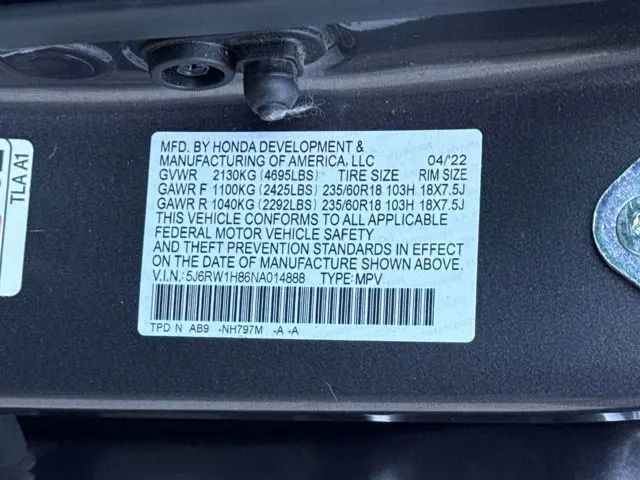 MFD. BY HONDA DEVELOPMENT &
MANUFACTURING OF AMERICA, LLC 04/'22
GVWR 2130KG (4695LBS) TIRE SIZE RIM SIZE
GAWR F 1100KG (2425LBS) 235/60R18 103H 18X7.5J
GAWR R 1040KG (2292LBS) 235/60R18 103H 18X7.5J
THIS VEHICLE CONFORMS TO ALL APPLICABLE
FEDERAL MOTOR VEHICLE SAFETY
AND THEFT PREVENTION STANDARDS IN EFFECT
ON THE DATE OF MANUFACTURE SHOWN ABOVE.
V.I.N.: 5J6RW1H86NA014888 TYPE: MPV
TPD N AB9 -NH797M -A -A
TLA A1